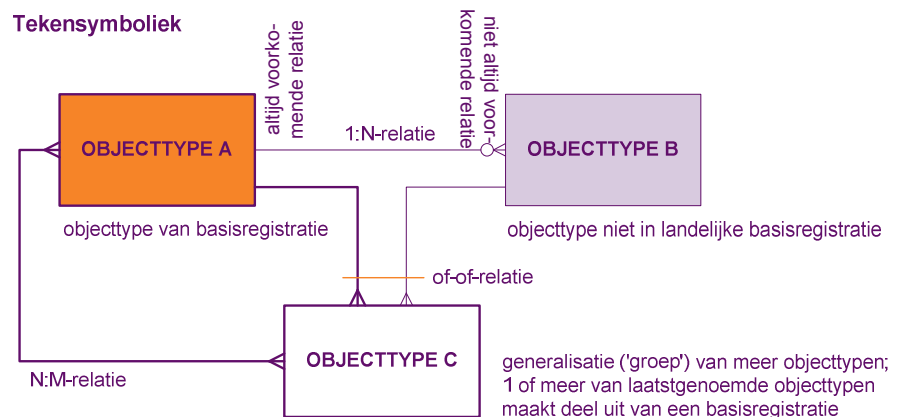 Tekensymboliek
altijd voorko-
mende relatie
niet altijd voor-
komende relatie
1:N-relatie
OBJECTTYPE A
OBJECTTYPE B
objecttype van basisregistratie
objecttype niet in landelijke basisregistratie
of-of-relatie
OBJECTTYPE C
N:M-relatie
generalisatie ('groep') van meer objecttypen;
1 of meer van laatstgenoemde objecttypen
maakt deel uit van een basisregistratie